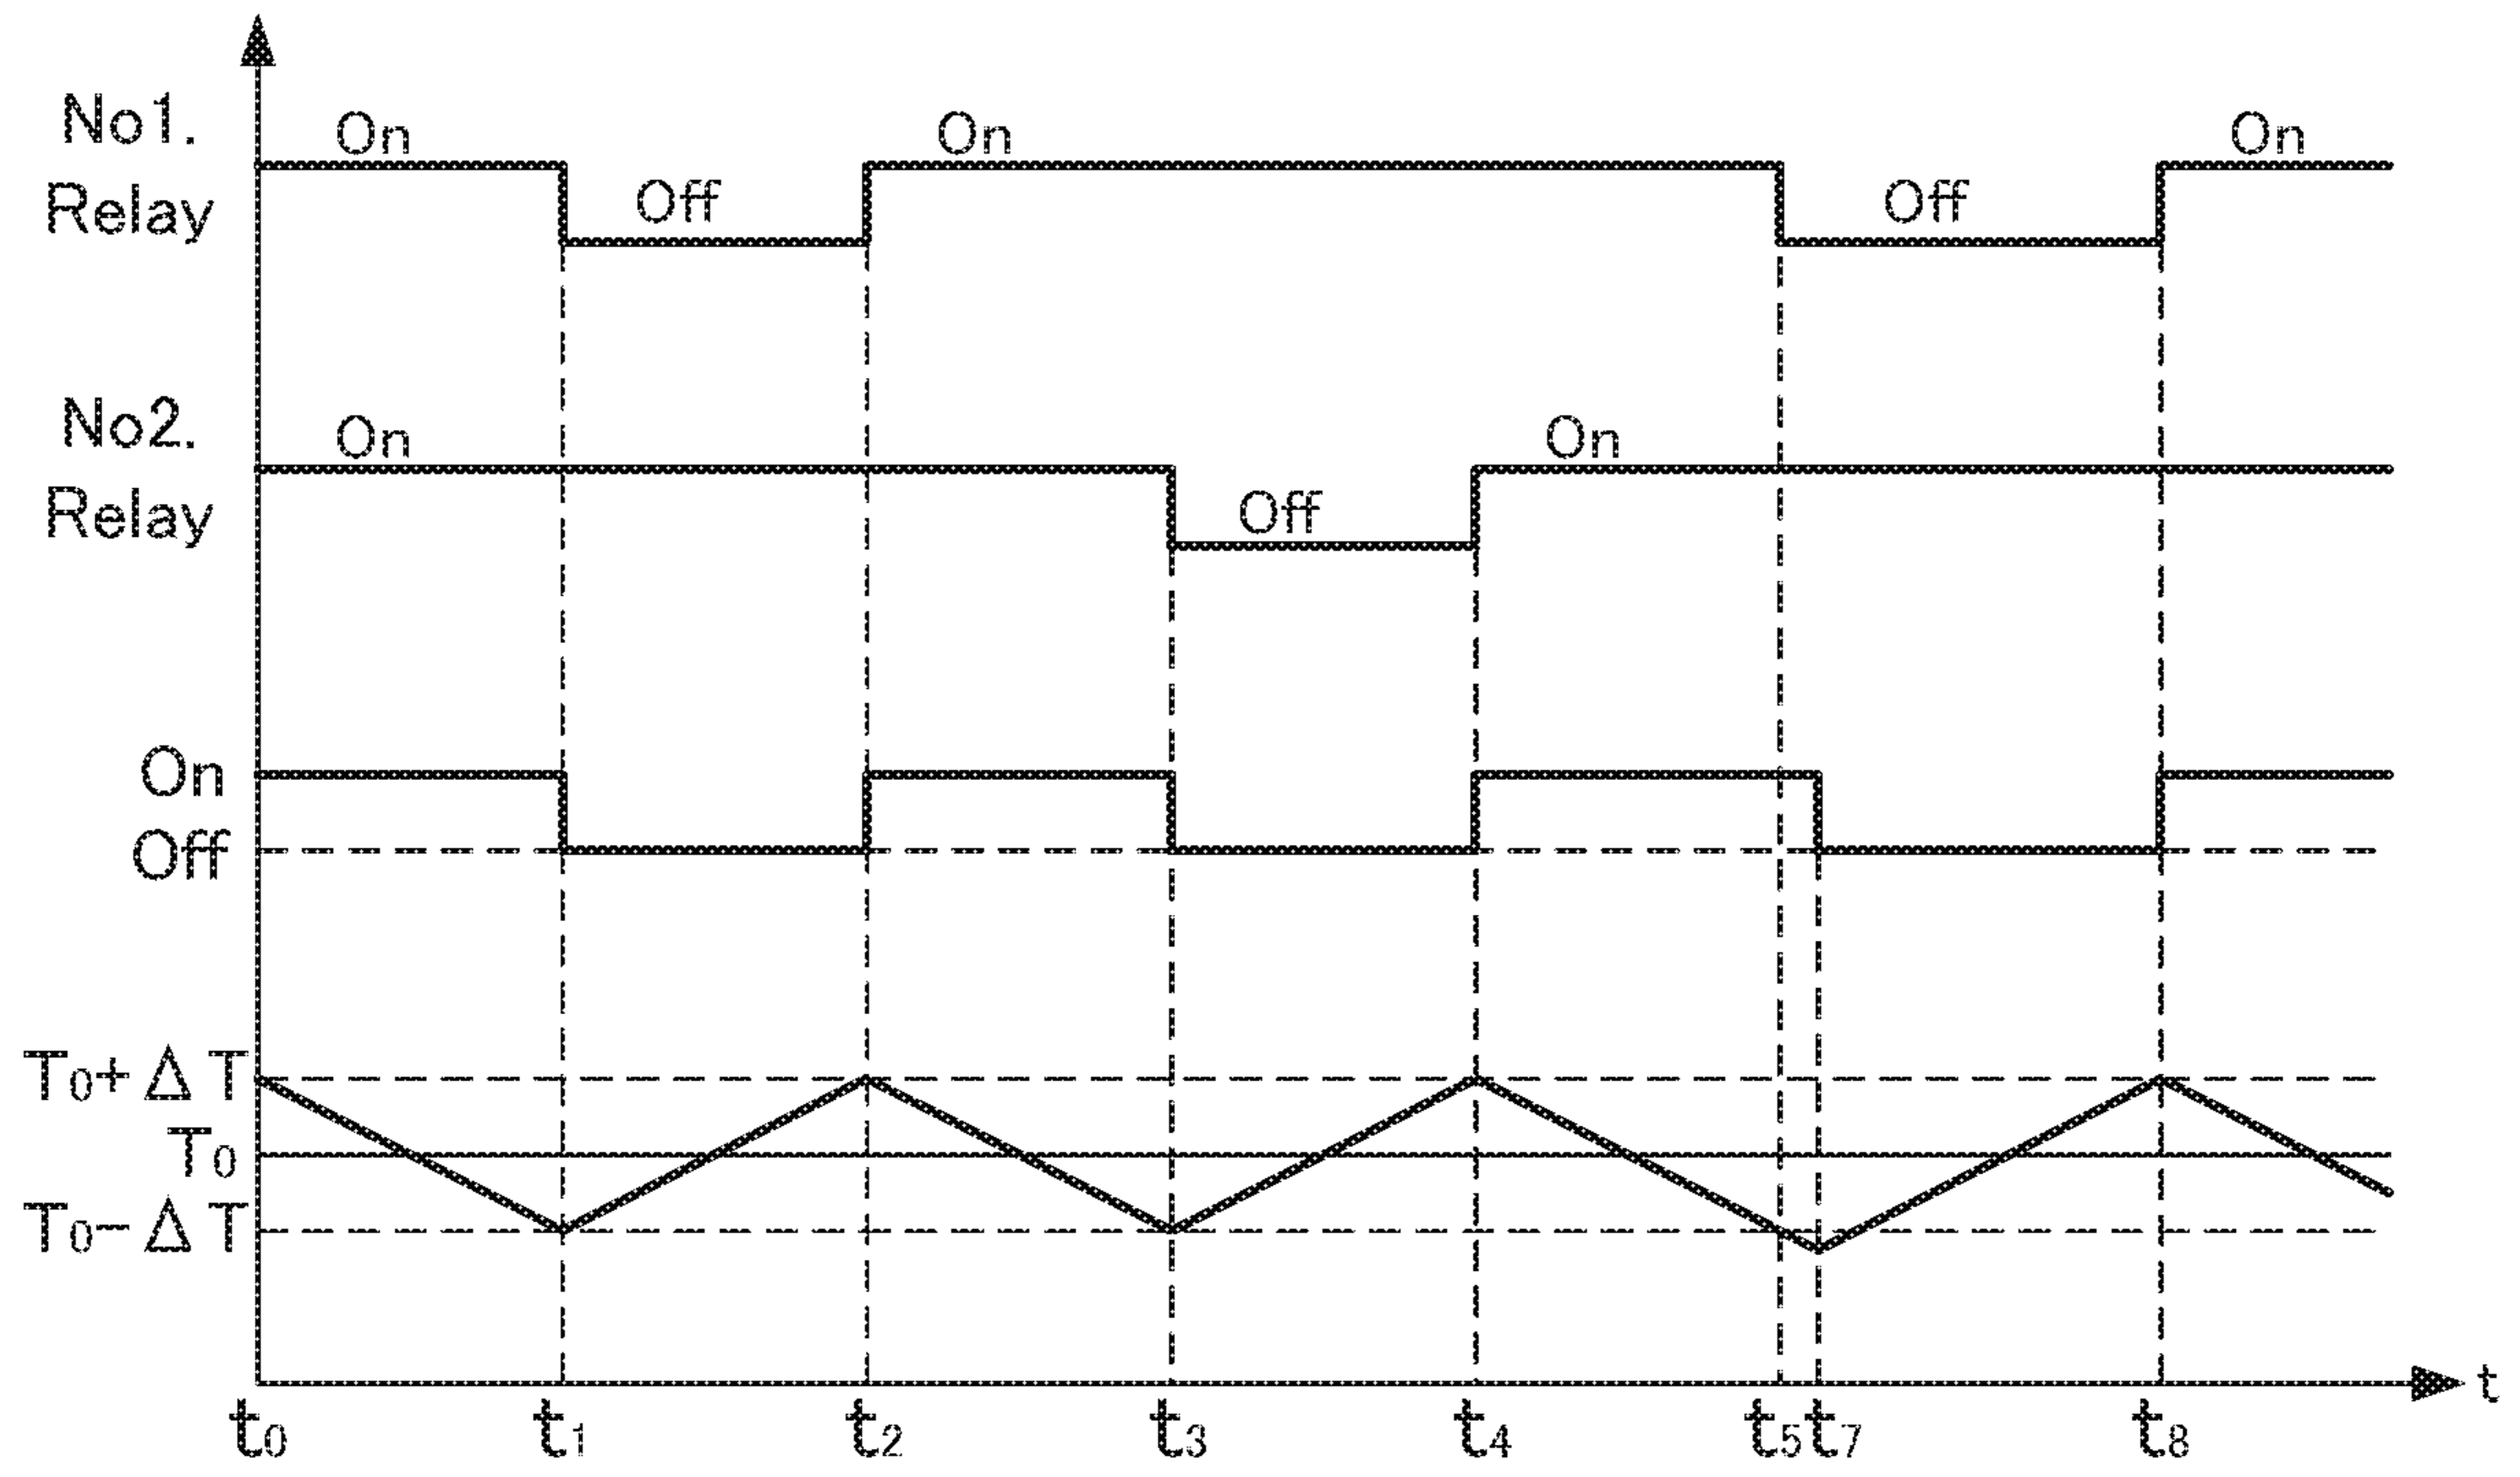 No1.
Relay
On
Off
On
Off
On
No2.
Relay
On
Off
On
On
Off
T₀+ΔT
T₀
T₀−ΔT
t₀ t₁ t₂ t₃ t₄ t₅ t₇ t₈
t